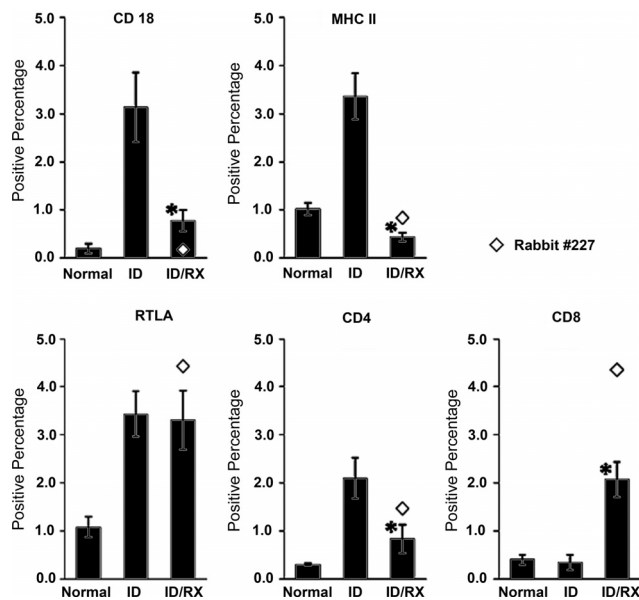 CD 18
MHC II
Positive Percentage
5.0
4.0
3.0
2.0
1.0
0.0
Normal ID ID/RX
*
Positive Percentage
5.0
4.0
3.0
2.0
1.0
0.0
Normal ID ID/RX
*
Rabbit #227
RTLA
CD4
CD8
Positive Percentage
5.0
4.0
3.0
2.0
1.0
0.0
Normal ID ID/RX
Positive Percentage
5.0
4.0
3.0
2.0
1.0
0.0
Normal ID ID/RX
*
Positive Percentage
5.0
4.0
3.0
2.0
1.0
0.0
Normal ID ID/RX
*